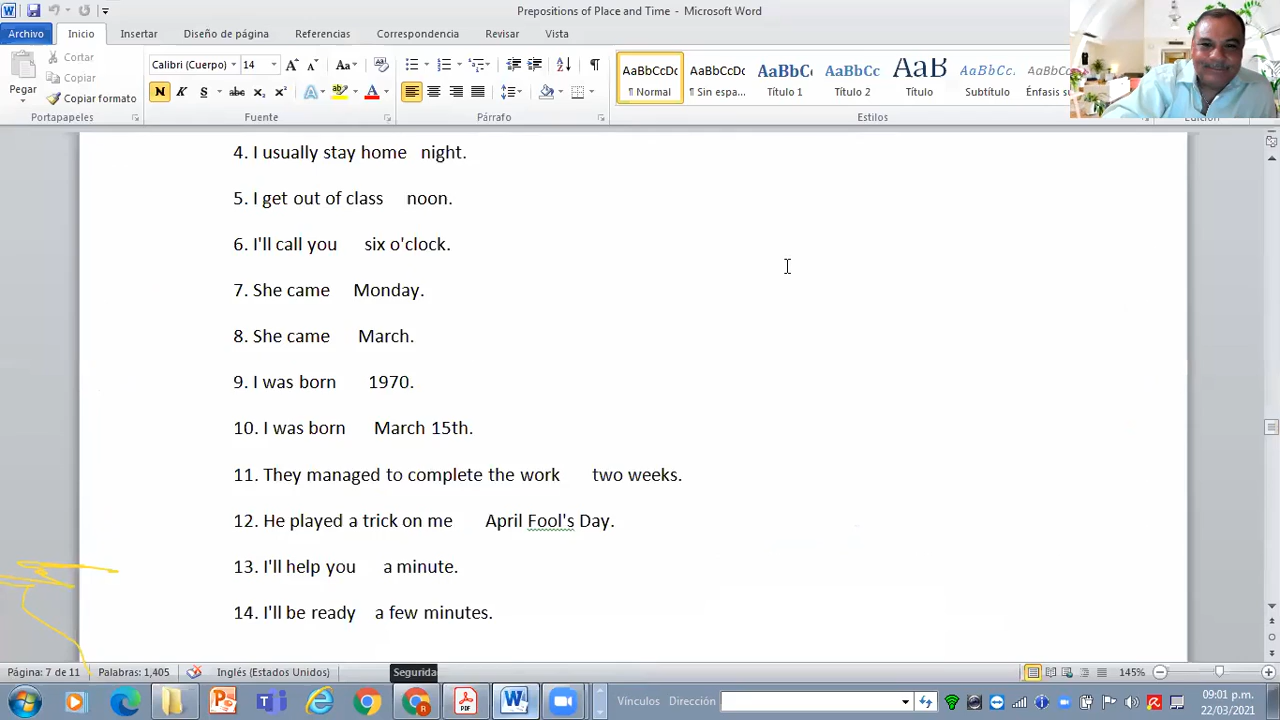 Prepositions of Place and Time - Microsoft Word
Archivo Inicio Insertar Diseño de página Referencias Correspondencia Revisar Vista
Cortar
Copiar
Copiar formato
Pegar
Portapapeles
Calibri (Cuerpo) 14
N K S abc x₂ x² A A
Fuente
Párrafo
AaBbCcDc AaBbCcDc AaBbC AaBbCc AaB AaBbCc AaBbCc
¶ Normal ¶ Sin espa... Título 1 Título 2 Título Subtítulo Énfasis
Estilos
4. I usually stay home night.
5. I get out of class noon.
6. I'll call you six o'clock.
7. She came Monday.
8. She came March.
9. I was born 1970.
10. I was born March 15th.
11. They managed to complete the work two weeks.
12. He played a trick on me April Fool's Day.
13. I'll help you a minute.
14. I'll be ready a few minutes.
Página: 7 de 11 Palabras: 1,405 Inglés (Estados Unidos) Segurida 145%
Vínculos Dirección
09:01 p.m.
22/03/2021